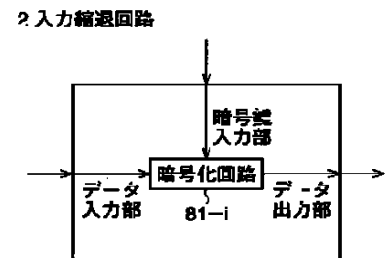 2 入力縮退回路
暗号鍵
入力部
暗号化回路
データ
入力部
データ
出力部
81-i